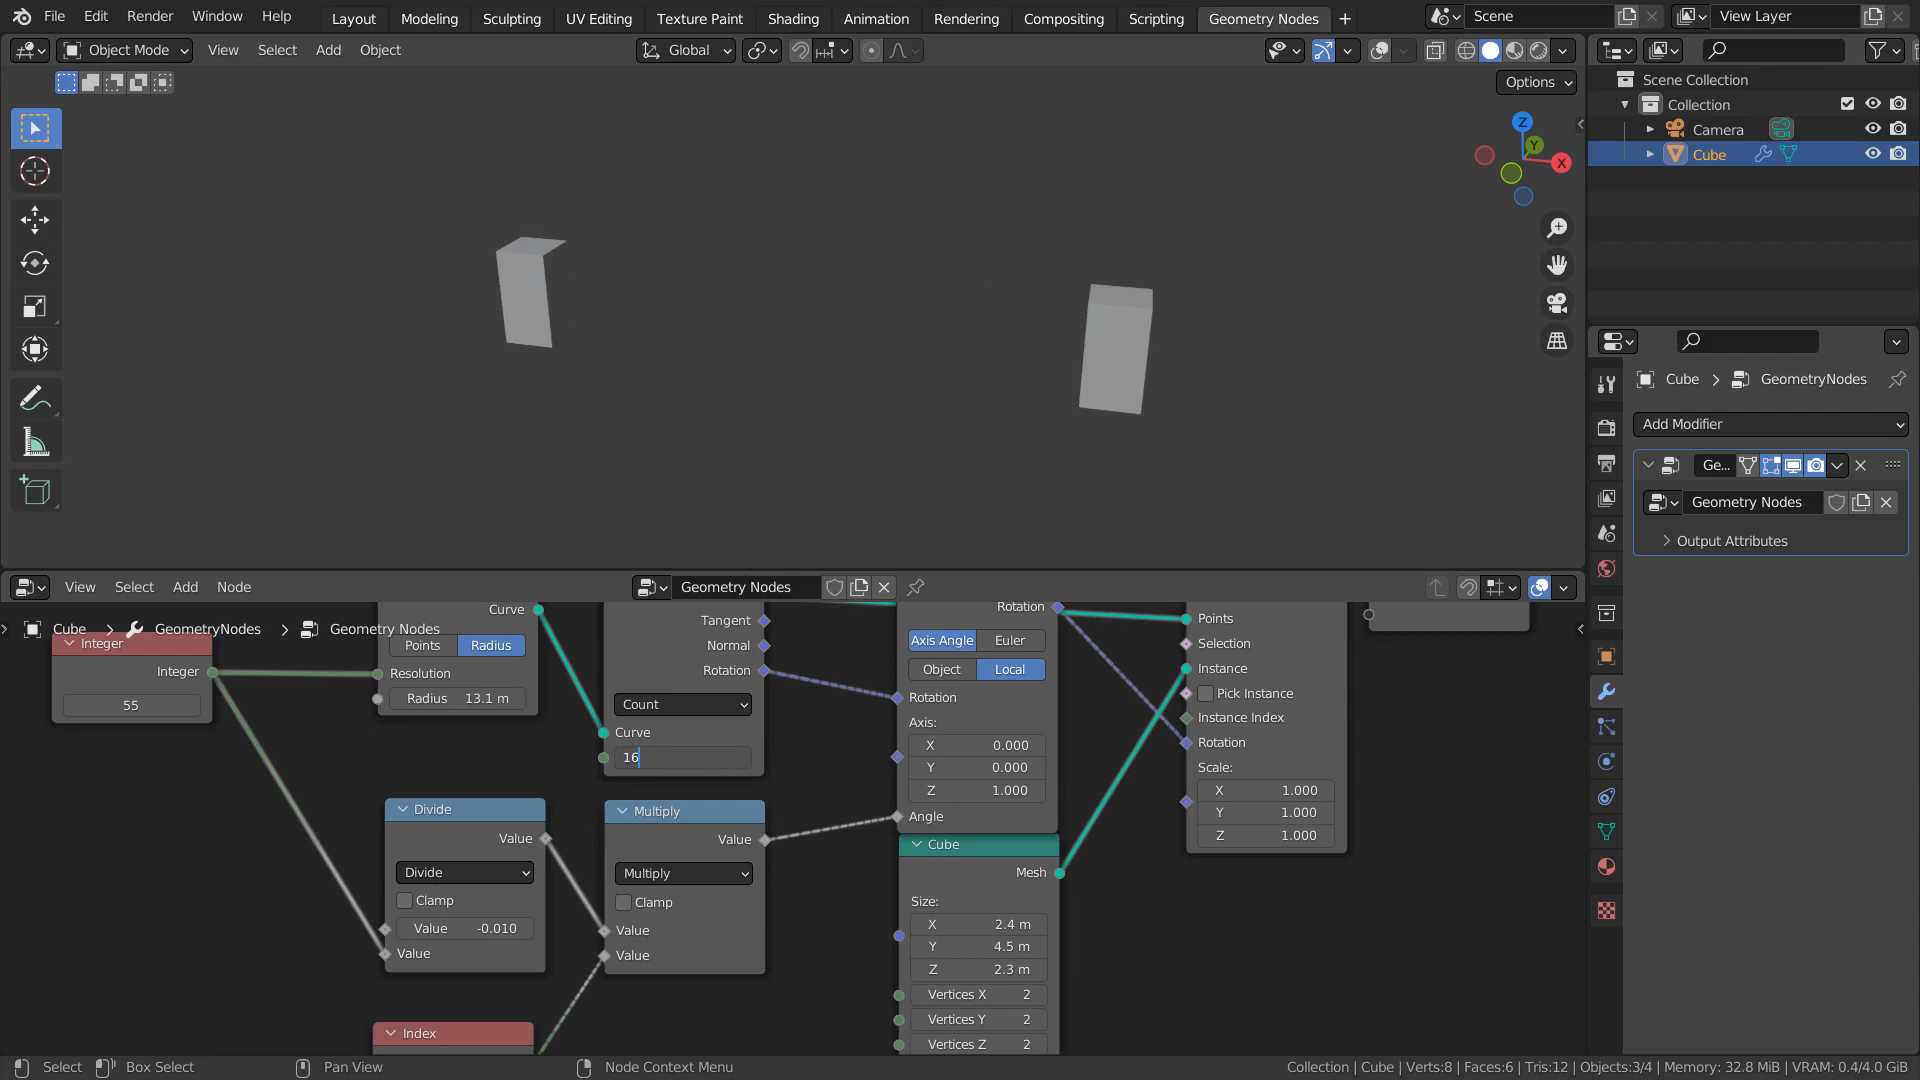 File Edit Render Window Help Layout Modeling Sculpting UV Editing Texture Paint Shading Animation Rendering Compositing Scripting Geometry Nodes + Scene View Layer
Object Mode View Select Add Object Global
Options
Z
Y
X
Scene Collection
Collection
Camera
Cube
Cube > GeometryNodes
Add Modifier
Ge...
Geometry Nodes
Output Attributes
View Select Add Node Geometry Nodes
Cube > GeometryNodes > Geometry Nodes
Integer
Integer
55
Curve
Points Radius
Resolution
Radius 13.1 m
Tangent
Normal
Rotation
Count
Curve
16
Divide
Value
Divide
Clamp
Value -0.010
Value
Multiply
Value
Multiply
Clamp
Value
Value
Index
Rotation
Axis Angle Euler
Object Local
Rotation
Axis:
X 0.000
Y 0.000
Z 1.000
Angle
Cube
Mesh
Size:
X 2.4 m
Y 4.5 m
Z 2.3 m
Vertices X 2
Vertices Y 2
Vertices Z 2
Points
Selection
Instance
Pick Instance
Instance Index
Rotation
Scale:
X 1.000
Y 1.000
Z 1.000
Select Box Select Pan View Node Context Menu Collection | Cube | Verts:8 | Faces:6 | Tris:12 | Objects:3/4 | Memory: 32.8 MiB | VRAM: 0.4/4.0 GiB